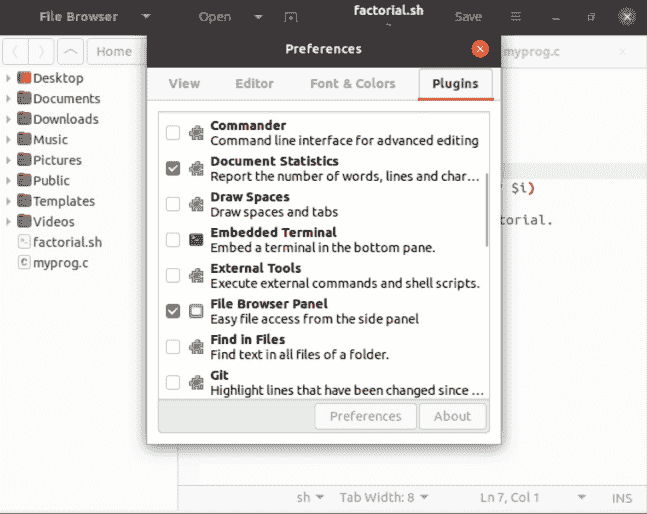 File Browser Open factorial.sh Save
~
Home
Preferences
myprog.c
View Editor Font & Colors Plugins
Desktop
Documents
Downloads
Music
Pictures
Public
Templates
Videos
factorial.sh
myprog.c
Commander
Command line interface for advanced editing
Document Statistics
Report the number of words, lines and char…
Draw Spaces
Draw spaces and tabs
Embedded Terminal
Embed a terminal in the bottom pane.
External Tools
Execute external commands and shell scripts.
File Browser Panel
Easy file access from the side panel
Find in Files
Find text in all files of a folder.
Git
Highlight lines that have been changed since …
Preferences About
$i)
torial.
sh Tab Width: 8 Ln 7, Col 1 INS